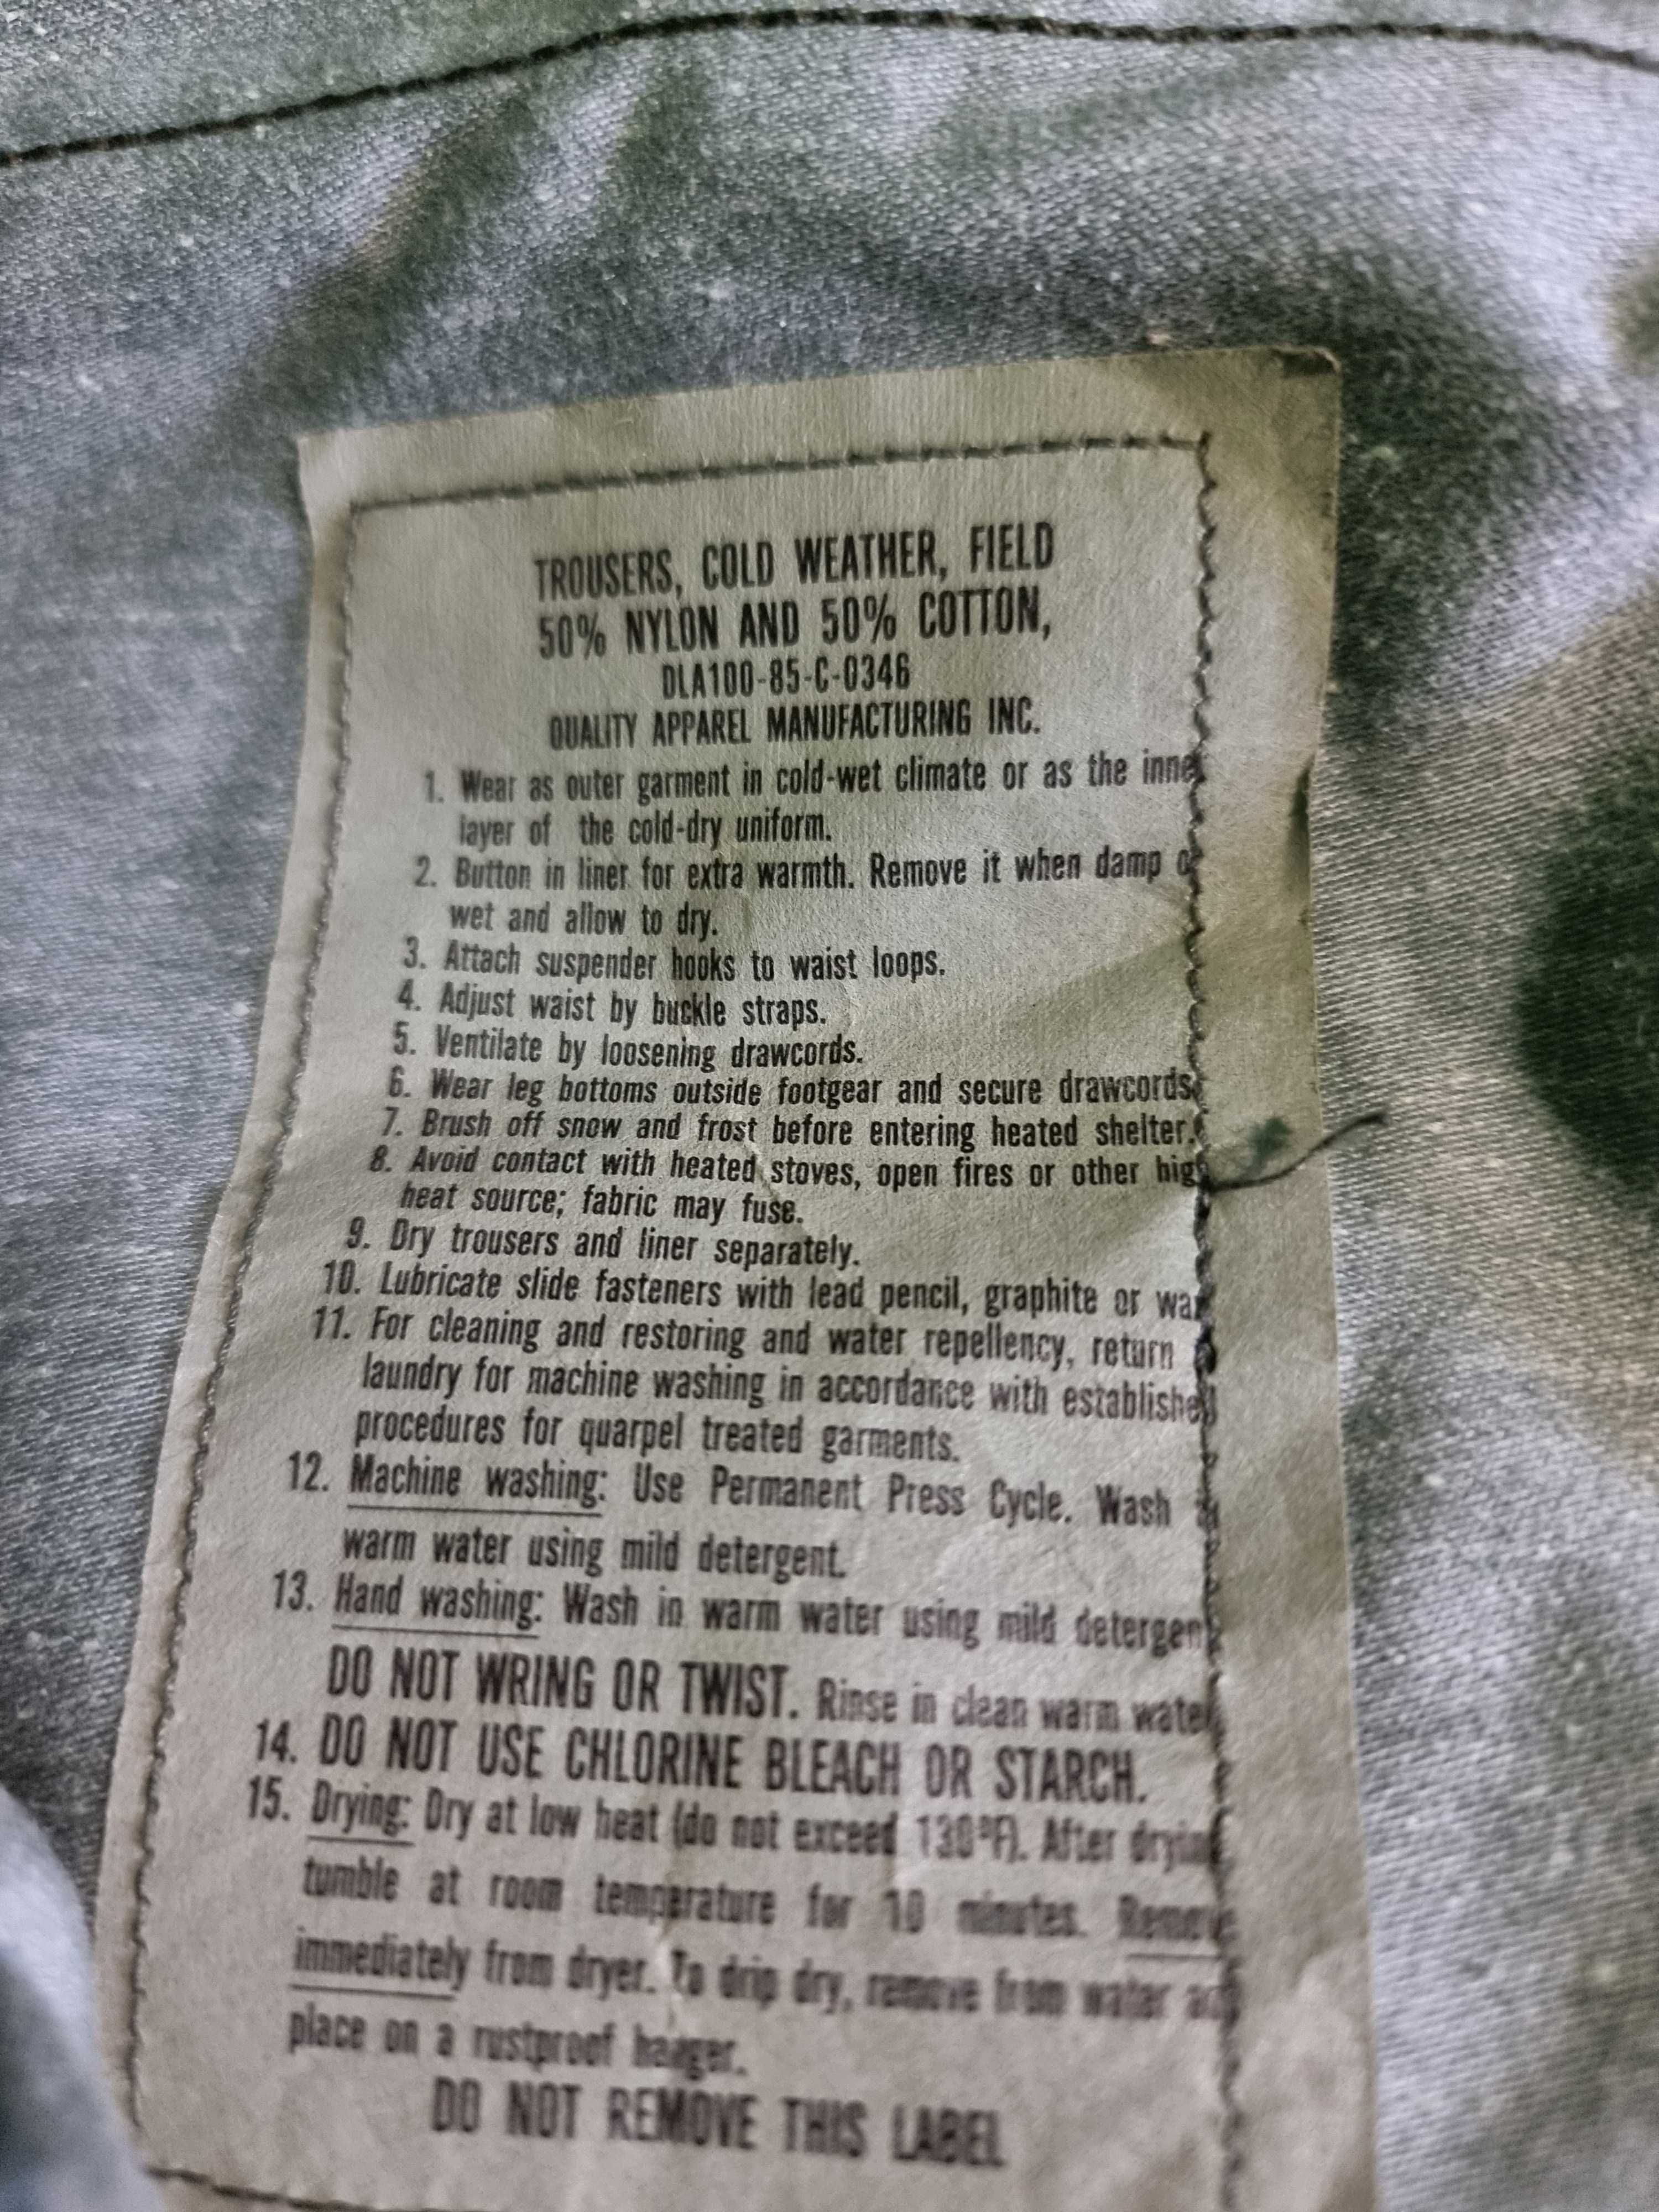 TROUSERS, COLD WEATHER, FIELD
50% NYLON AND 50% COTTON,
DLA100-85-C-0346
QUALITY APPAREL MANUFACTURING INC.
1. Wear as outer garment in cold-wet climate or as the inner
layer of the cold-dry uniform.
2. Button in liner for extra warmth. Remove it when damp or
wet and allow to dry.
3. Attach suspender hooks to waist loops.
4. Adjust waist by buckle straps.
5. Ventilate by loosening drawcords.
6. Wear leg bottoms outside footgear and secure drawcords.
7. Brush off snow and frost before entering heated shelter.
8. Avoid contact with heated stoves, open fires or other hig
heat source; fabric may fuse.
9. Dry trousers and liner separately.
10. Lubricate slide fasteners with lead pencil, graphite or wax
11. For cleaning and restoring and water repellency, return
laundry for machine washing in accordance with established
procedures for quarpel treated garments.
12. Machine washing: Use Permanent Press Cycle. Wash
warm water using mild detergent.
13. Hand washing: Wash in warm water using mild detergen
DO NOT WRING OR TWIST. Rinse in clean warm water
14. DO NOT USE CHLORINE BLEACH OR STARCH.
15. Drying: Dry at low heat (do not exceed 130°F). After drying
tumble at room temperature for 10 minutes. Remove
immediately from dryer. To drip dry, remove from water and
place on a rustproof hanger.
DO NOT REMOVE THIS LABEL